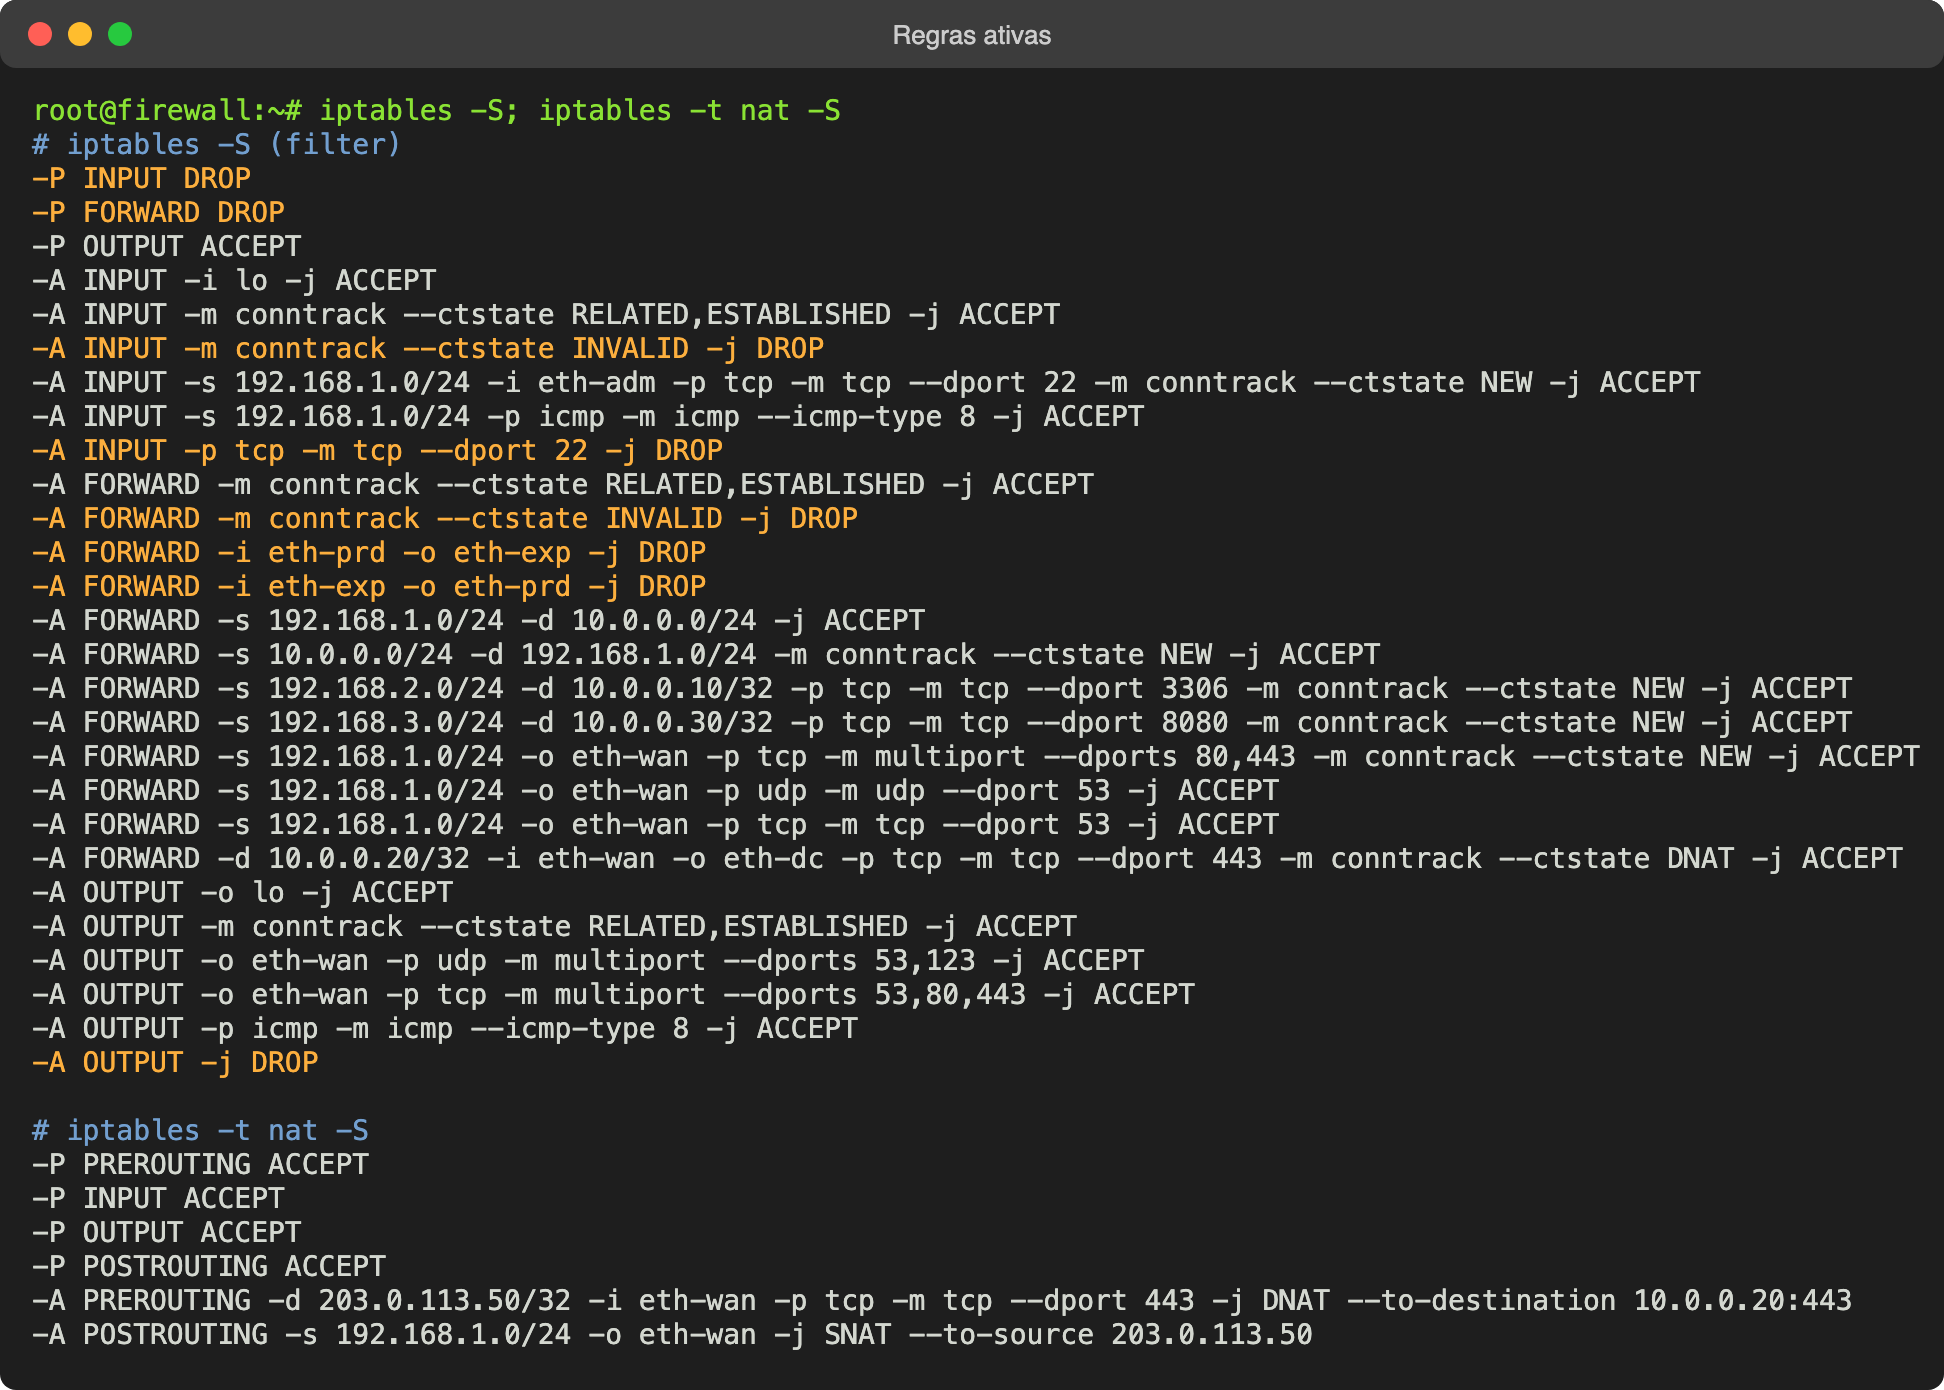 Regras ativas
root@firewall:~# iptables -S; iptables -t nat -S
# iptables -S (filter)
-P INPUT DROP
-P FORWARD DROP
-P OUTPUT ACCEPT
-A INPUT -i lo -j ACCEPT
-A INPUT -m conntrack --ctstate RELATED,ESTABLISHED -j ACCEPT
-A INPUT -m conntrack --ctstate INVALID -j DROP
-A INPUT -s 192.168.1.0/24 -i eth-adm -p tcp -m tcp --dport 22 -m conntrack --ctstate NEW -j ACCEPT
-A INPUT -s 192.168.1.0/24 -p icmp -m icmp --icmp-type 8 -j ACCEPT
-A INPUT -p tcp -m tcp --dport 22 -j DROP
-A FORWARD -m conntrack --ctstate RELATED,ESTABLISHED -j ACCEPT
-A FORWARD -m conntrack --ctstate INVALID -j DROP
-A FORWARD -i eth-prd -o eth-exp -j DROP
-A FORWARD -i eth-exp -o eth-prd -j DROP
-A FORWARD -s 192.168.1.0/24 -d 10.0.0.0/24 -j ACCEPT
-A FORWARD -s 10.0.0.0/24 -d 192.168.1.0/24 -m conntrack --ctstate NEW -j ACCEPT
-A FORWARD -s 192.168.2.0/24 -d 10.0.0.10/32 -p tcp -m tcp --dport 3306 -m conntrack --ctstate NEW -j ACCEPT
-A FORWARD -s 192.168.3.0/24 -d 10.0.0.30/32 -p tcp -m tcp --dport 8080 -m conntrack --ctstate NEW -j ACCEPT
-A FORWARD -s 192.168.1.0/24 -o eth-wan -p tcp -m multiport --dports 80,443 -m conntrack --ctstate NEW -j ACCEPT
-A FORWARD -s 192.168.1.0/24 -o eth-wan -p udp -m udp --dport 53 -j ACCEPT
-A FORWARD -s 192.168.1.0/24 -o eth-wan -p tcp -m tcp --dport 53 -j ACCEPT
-A FORWARD -d 10.0.0.20/32 -i eth-wan -o eth-dc -p tcp -m tcp --dport 443 -m conntrack --ctstate DNAT -j ACCEPT
-A OUTPUT -o lo -j ACCEPT
-A OUTPUT -m conntrack --ctstate RELATED,ESTABLISHED -j ACCEPT
-A OUTPUT -o eth-wan -p udp -m multiport --dports 53,123 -j ACCEPT
-A OUTPUT -o eth-wan -p tcp -m multiport --dports 53,80,443 -j ACCEPT
-A OUTPUT -p icmp -m icmp --icmp-type 8 -j ACCEPT
-A OUTPUT -j DROP
# iptables -t nat -S
-P PREROUTING ACCEPT
-P INPUT ACCEPT
-P OUTPUT ACCEPT
-P POSTROUTING ACCEPT
-A PREROUTING -d 203.0.113.50/32 -i eth-wan -p tcp -m tcp --dport 443 -j DNAT --to-destination 10.0.0.20:443
-A POSTROUTING -s 192.168.1.0/24 -o eth-wan -j SNAT --to-source 203.0.113.50